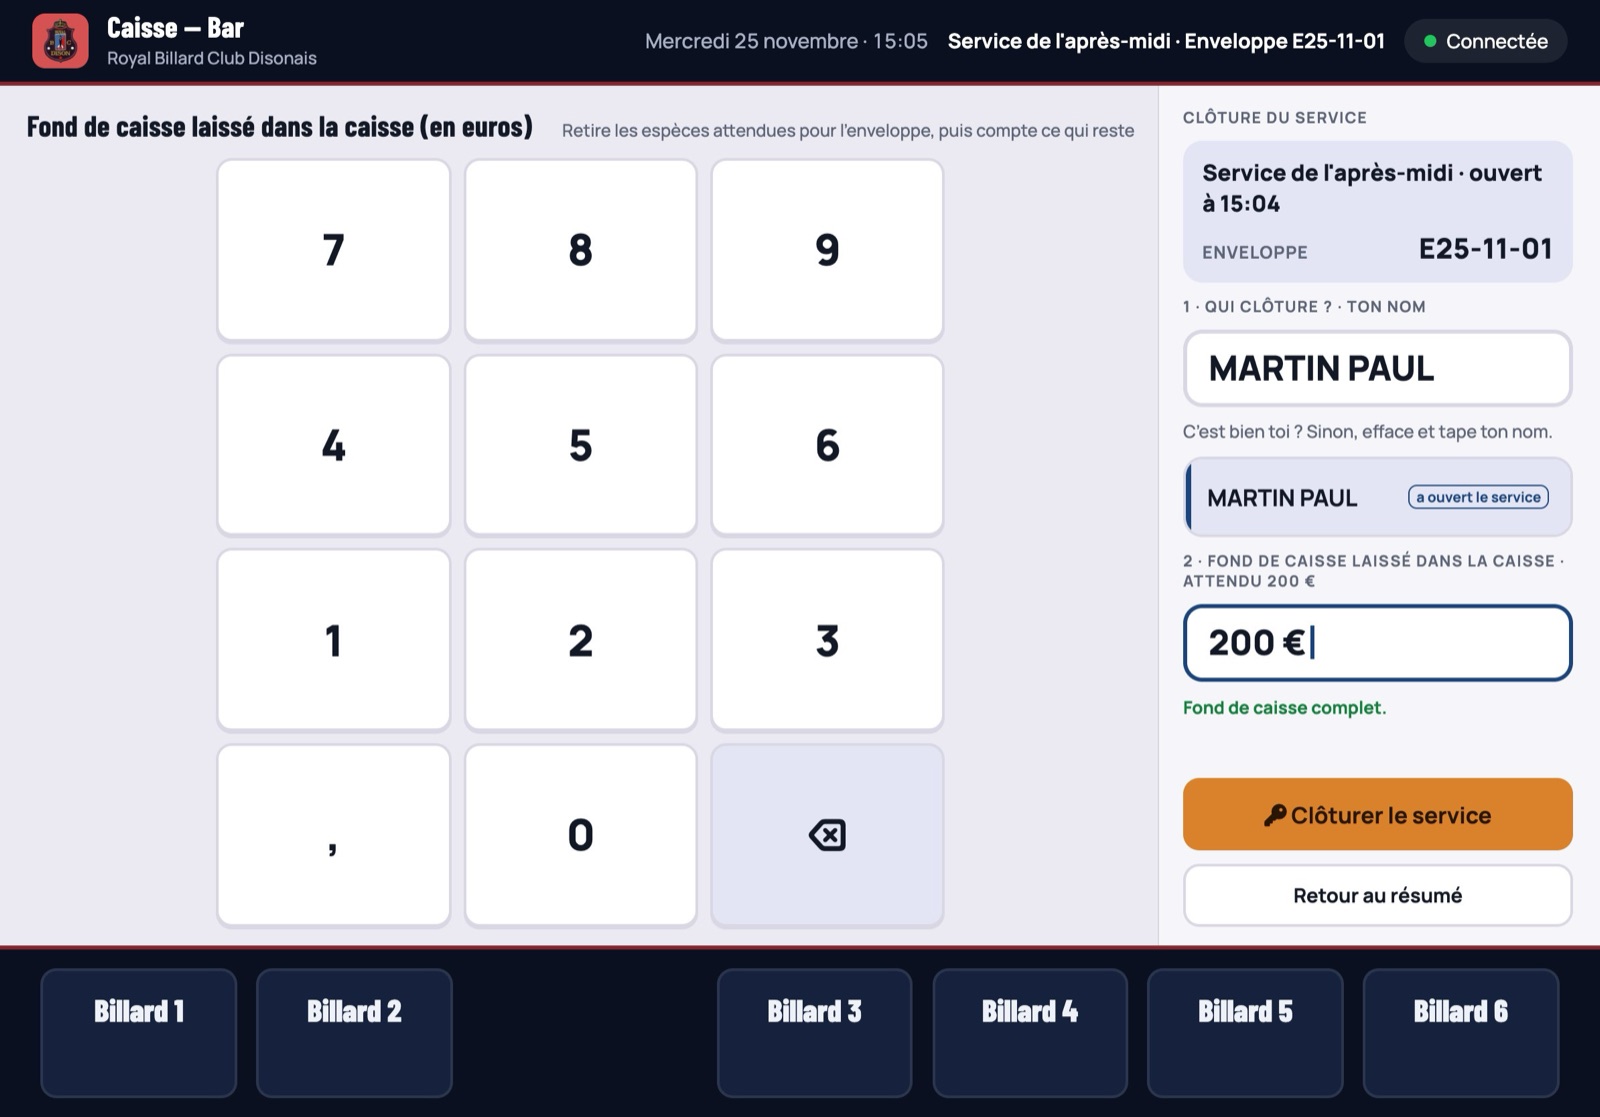 Caisse — Bar
Royal Billard Club Disonais
Mercredi 25 novembre · 15:05
Service de l'après-midi · Enveloppe E25-11-01
Connectée
Fond de caisse laissé dans la caisse (en euros)
Retire les espèces attendues pour l'enveloppe, puis compte ce qui reste
7
8
9
4
5
6
1
2
3
,
0
CLÔTURE DU SERVICE
Service de l'après-midi · ouvert
à 15:04
ENVELOPPE
E25-11-01
1 · QUI CLÔTURE ? · TON NOM
MARTIN PAUL
C'est bien toi ? Sinon, efface et tape ton nom.
MARTIN PAUL
a ouvert le service
2 · FOND DE CAISSE LAISSÉ DANS LA CAISSE ·
ATTENDU 200 €
200 €
Fond de caisse complet.
Clôturer le service
Retour au résumé
Billard 1
Billard 2
Billard 3
Billard 4
Billard 5
Billard 6